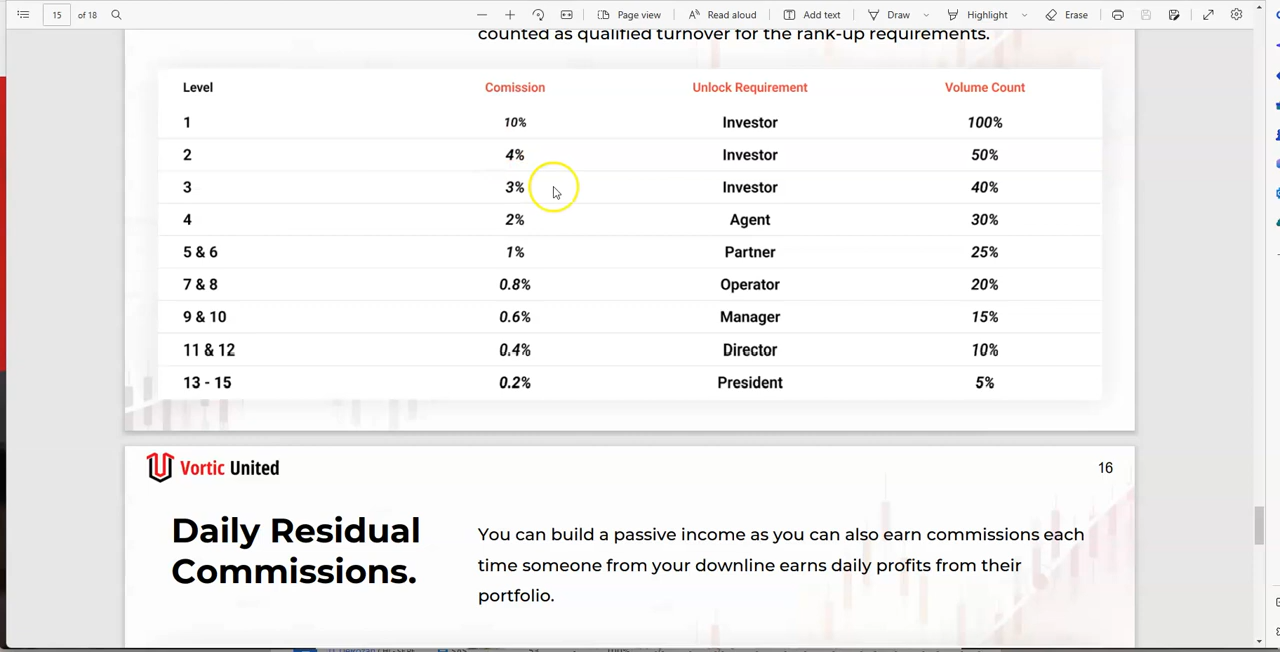 15 of 18 Page view Read aloud Add text Draw Highlight Erase
counted as qualified turnover for the rank-up requirements.
Level Comission Unlock Requirement Volume Count
1 10% Investor 100%
2 4% Investor 50%
3 3% Investor 40%
4 2% Agent 30%
5 & 6 1% Partner 25%
7 & 8 0.8% Operator 20%
9 & 10 0.6% Manager 15%
11 & 12 0.4% Director 10%
13 - 15 0.2% President 5%
Vortic United 16
Daily Residual
Commissions.
You can build a passive income as you can also earn commissions each
time someone from your downline earns daily profits from their
portfolio.